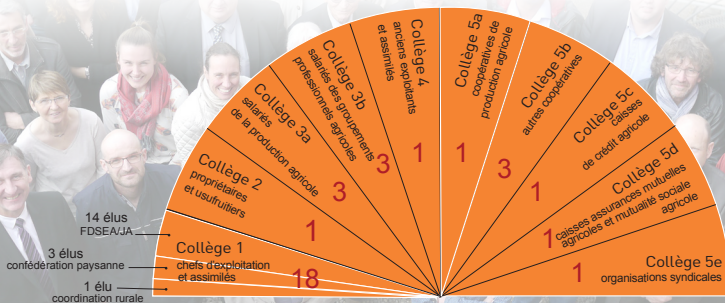 14 élus
FDSEA/JA
3 élus
confédération paysanne
1 élu
coordination rurale
Collège 1
chefs d'exploitation
et assimilés
18
Collège 2
propriétaires
et usufruitiers
1
Collège 3a
salariés
de la production agricole
3
Collège 3b
salariés des groupements
professionnels agricoles
3
Collège 4
anciens exploitants
et assimilés
1
Collège 5a
coopératives de
production agricole
1
Collège 5b
autres coopératives
3
Collège 5c
caisses
de crédit agricole
1
Collège 5d
caisses assurances mutuelles
agricoles et mutualité sociale
agricole
1
Collège 5e
organisations syndicales
1